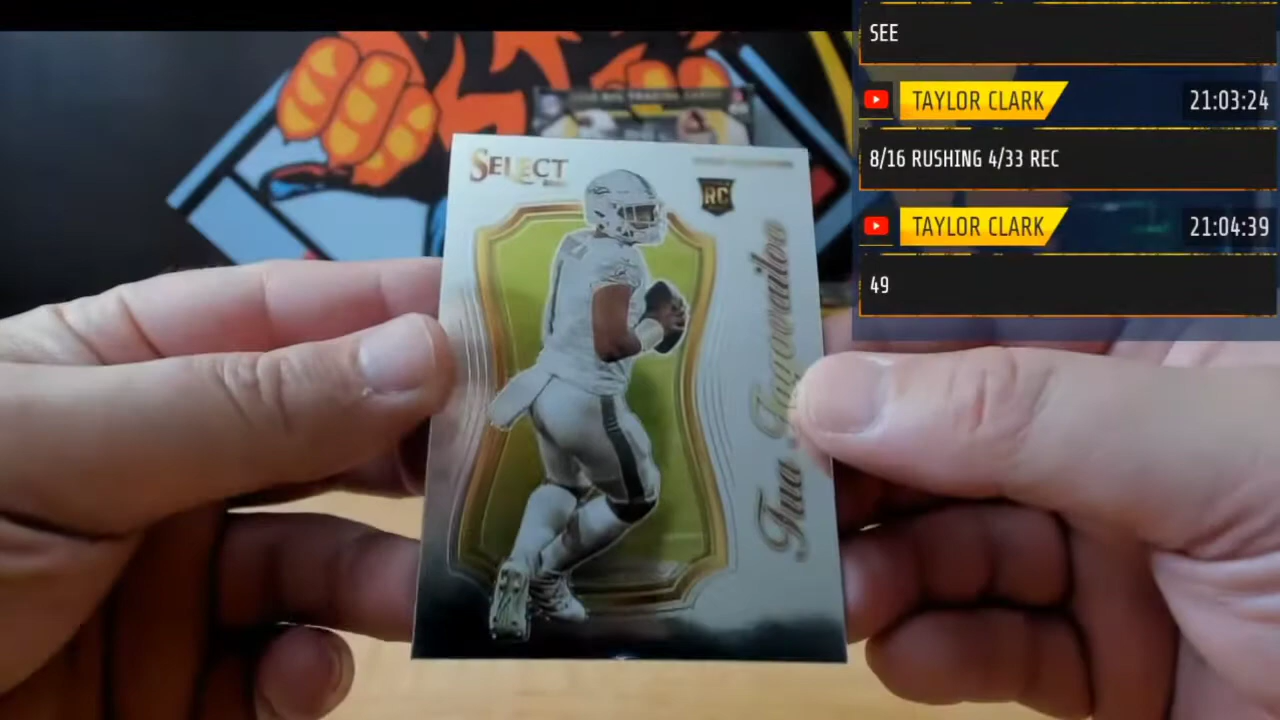 SEE
TAYLOR CLARK 21:03:24
8/16 RUSHING 4/33 REC
TAYLOR CLARK 21:04:39
49
SELECT
RC
Tua Tagovailoa